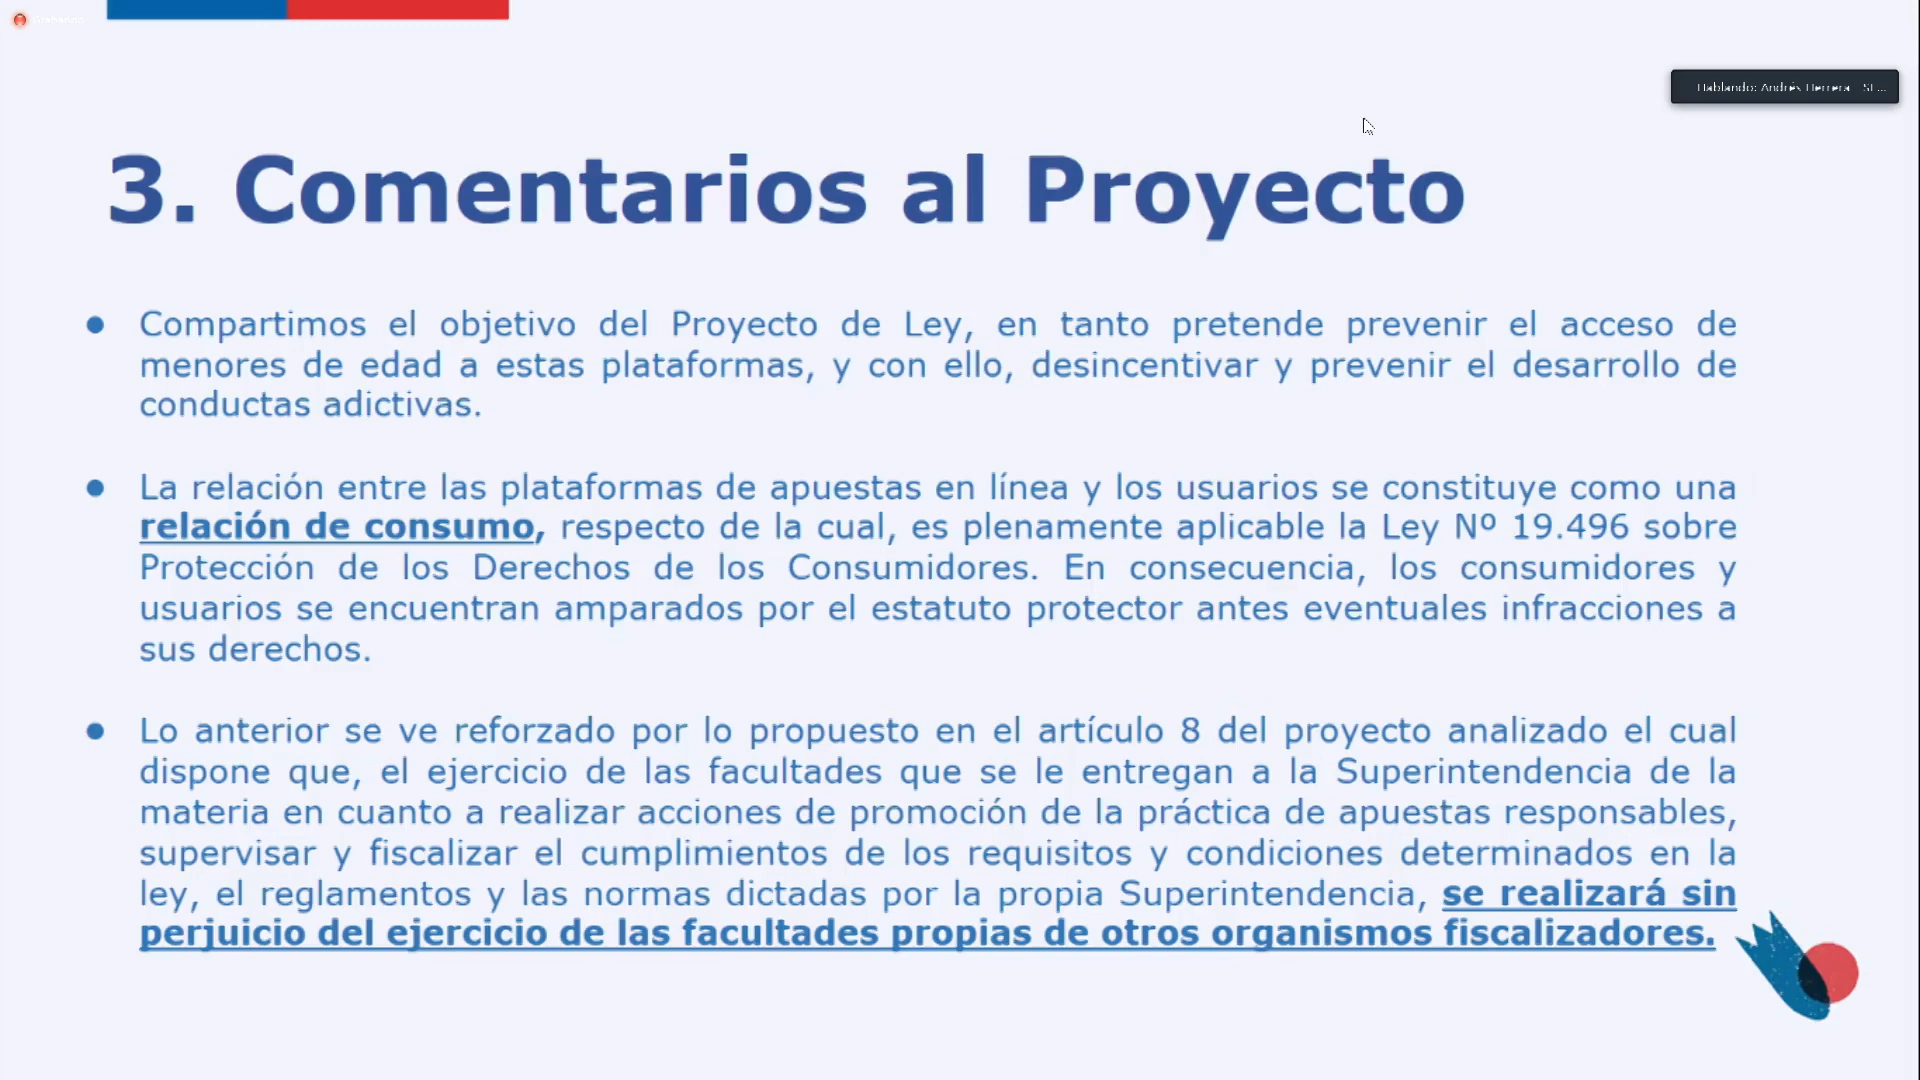 Grabando
Hablando: Andrés Herrera - SE...
3. Comentarios al Proyecto
● Compartimos el objetivo del Proyecto de Ley, en tanto pretende prevenir el acceso de
menores de edad a estas plataformas, y con ello, desincentivar y prevenir el desarrollo de
conductas adictivas.
● La relación entre las plataformas de apuestas en línea y los usuarios se constituye como una
relación de consumo, respecto de la cual, es plenamente aplicable la Ley Nº 19.496 sobre
Protección de los Derechos de los Consumidores. En consecuencia, los consumidores y
usuarios se encuentran amparados por el estatuto protector antes eventuales infracciones a
sus derechos.
● Lo anterior se ve reforzado por lo propuesto en el artículo 8 del proyecto analizado el cual
dispone que, el ejercicio de las facultades que se le entregan a la Superintendencia de la
materia en cuanto a realizar acciones de promoción de la práctica de apuestas responsables,
supervisar y fiscalizar el cumplimientos de los requisitos y condiciones determinados en la
ley, el reglamentos y las normas dictadas por la propia Superintendencia, se realizará sin
perjuicio del ejercicio de las facultades propias de otros organismos fiscalizadores.